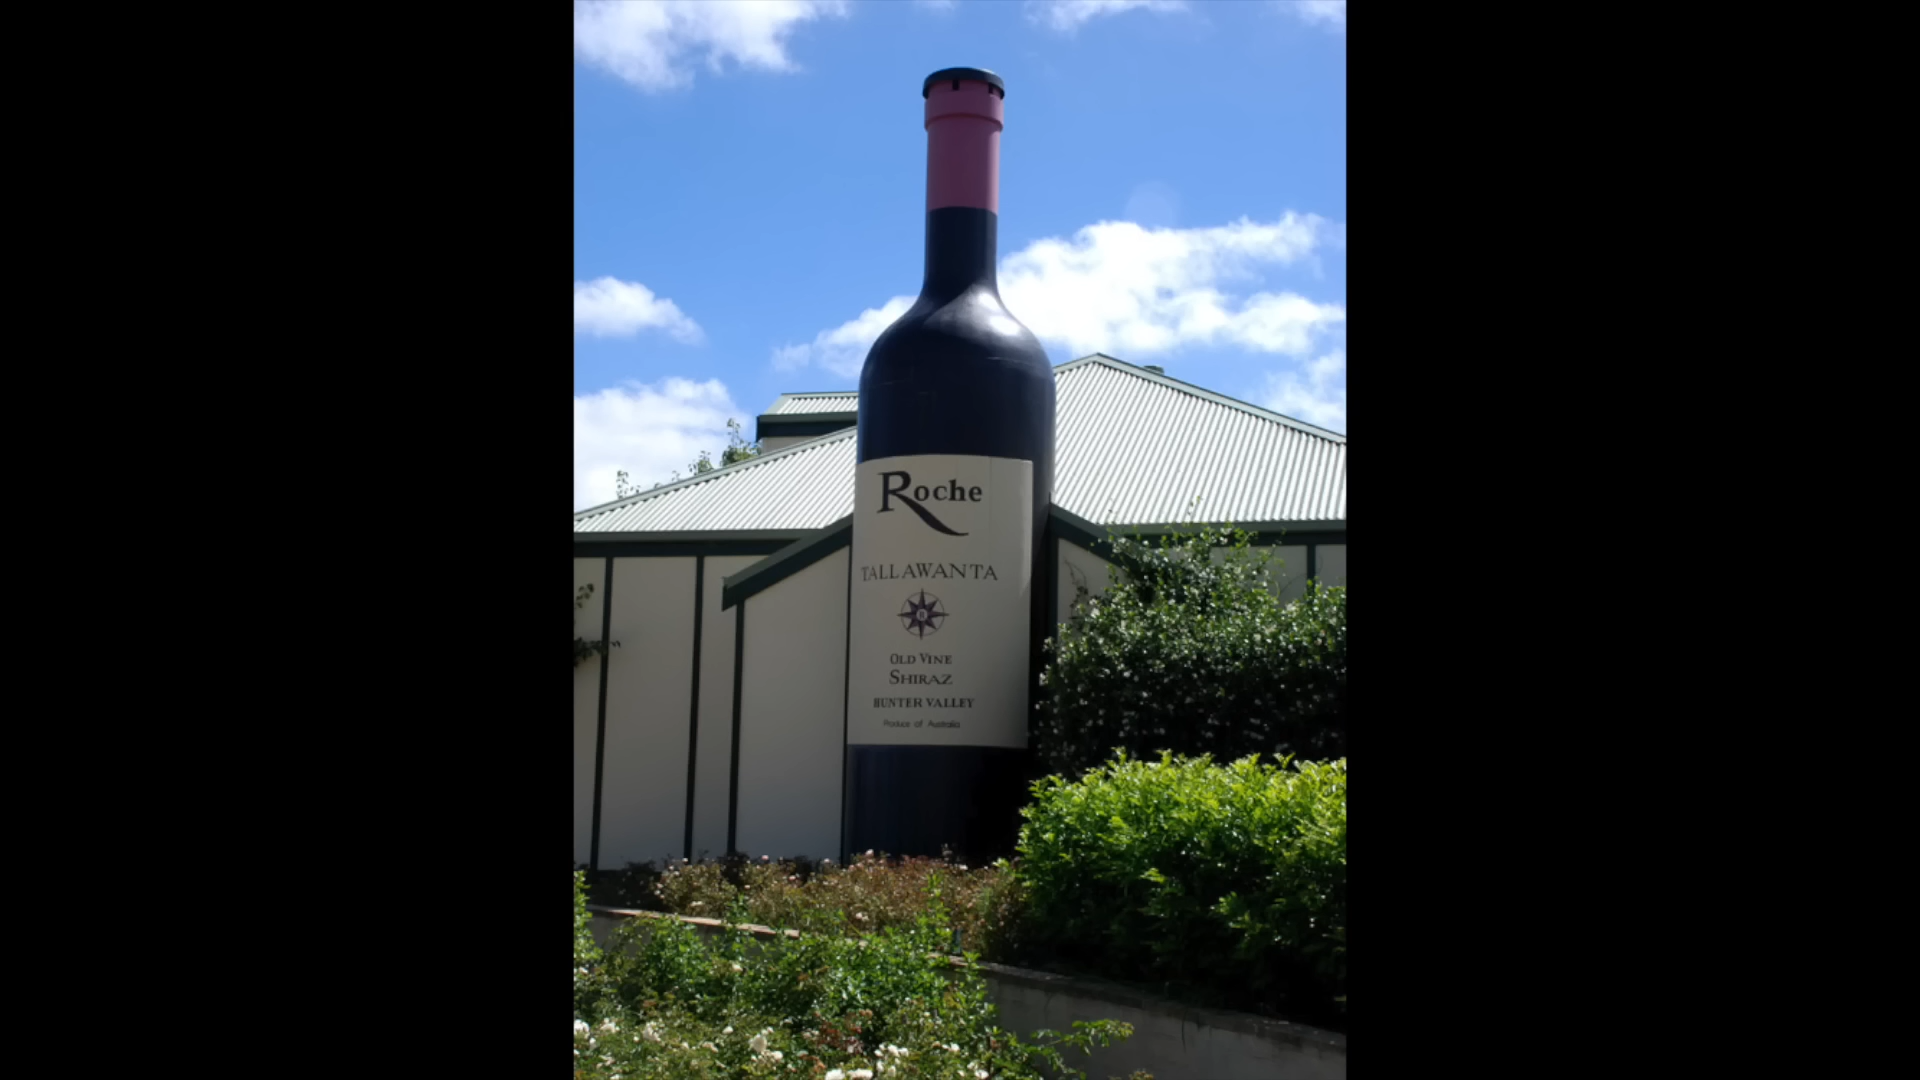 Roche
TALLAWANTA
R
OLD VINE
SHIRAZ
HUNTER VALLEY
Produce of Australia